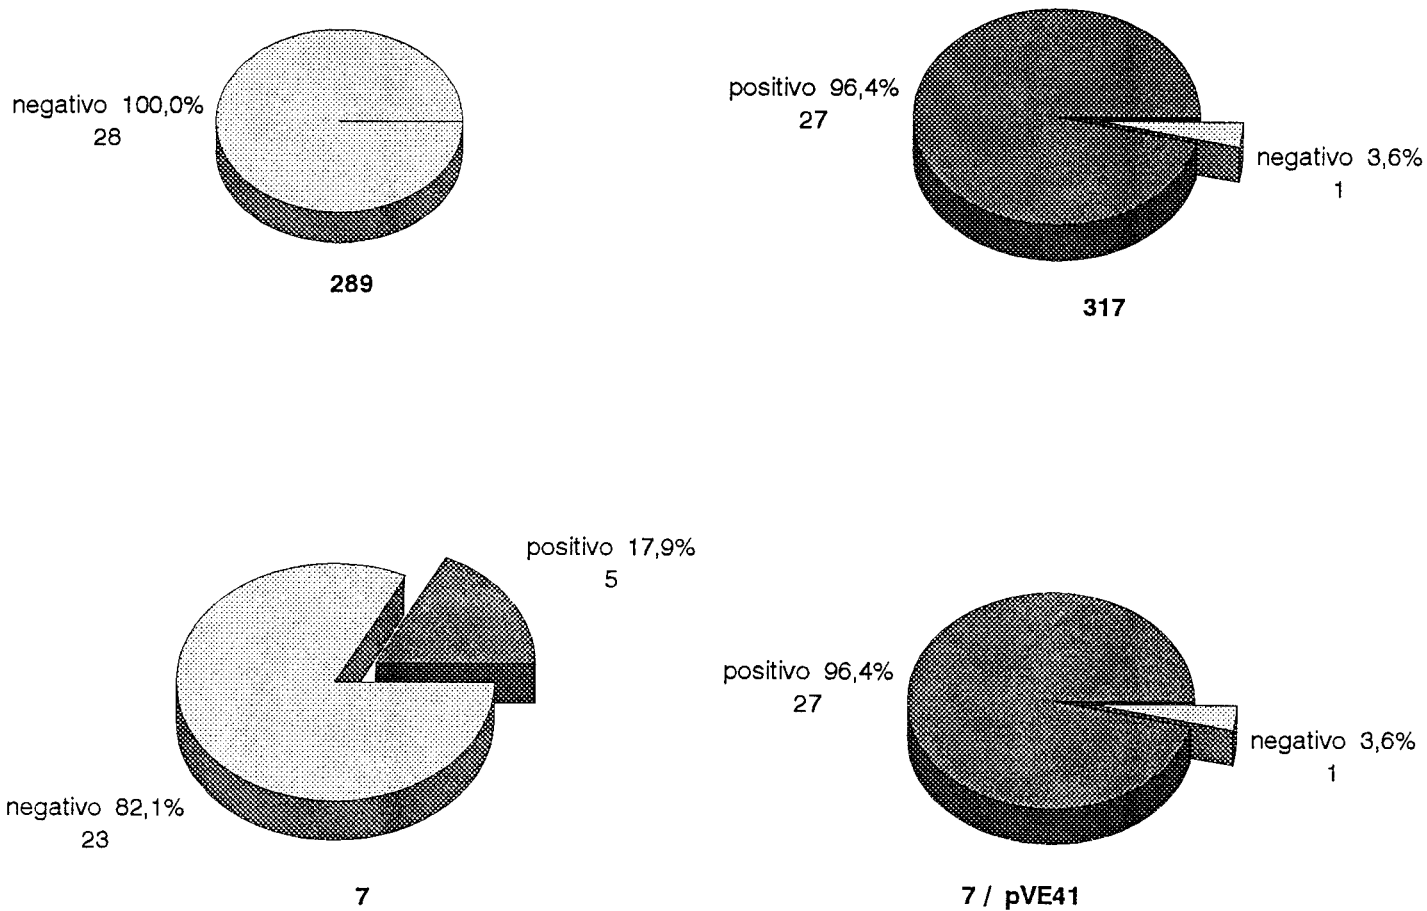 negativo 100,0%
28
289
positivo 96,4%
27
negativo 3,6%
1
317
positivo 17,9%
5
negativo 82,1%
23
7
positivo 96,4%
27
negativo 3,6%
1
7 / pVE41